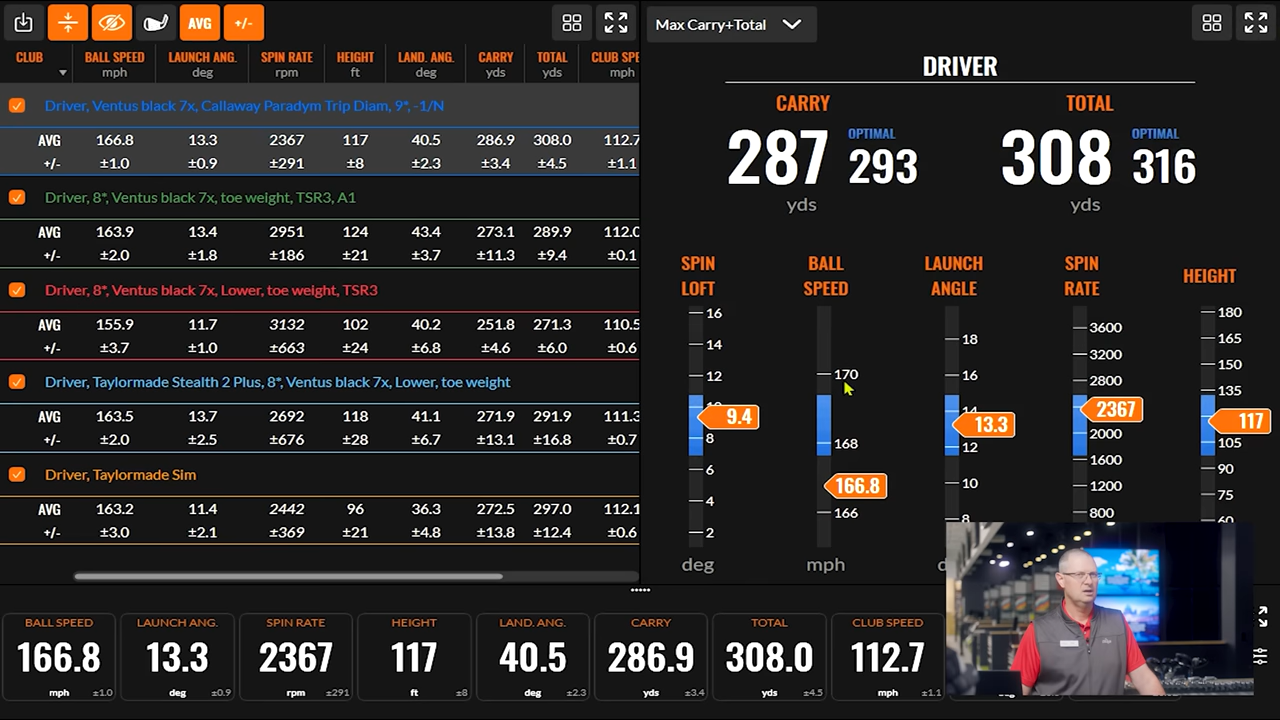 AVG
+/-
CLUB BALL SPEED LAUNCH ANG. SPIN RATE HEIGHT LAND. ANG. CARRY TOTAL CLUB SPE
mph deg rpm ft deg yds yds mph
Driver, Ventus black 7x, Callaway Paradym Trip Diam, 9*, -1/N
AVG 166.8 13.3 2367 117 40.5 286.9 308.0 112.7
+/- ±1.0 ±0.9 ±291 ±8 ±2.3 ±3.4 ±4.5 ±1.1
Driver, 8*, Ventus black 7x, toe weight, TSR3, A1
AVG 163.9 13.4 2951 124 43.4 273.1 289.9 112.0
+/- ±2.0 ±1.8 ±186 ±21 ±3.7 ±11.3 ±9.4 ±0.1
Driver, 8*, Ventus black 7x, Lower, toe weight, TSR3
AVG 155.9 11.7 3132 102 40.2 251.8 271.3 110.5
+/- ±3.7 ±1.0 ±663 ±24 ±6.8 ±4.6 ±6.0 ±0.6
Driver, Taylormade Stealth 2 Plus, 8*, Ventus black 7x, Lower, toe weight
AVG 163.5 13.7 2692 118 41.1 271.9 291.9 111.3
+/- ±2.0 ±2.5 ±676 ±28 ±6.7 ±13.1 ±16.8 ±0.7
Driver, Taylormade Sim
AVG 163.2 11.4 2442 96 36.3 272.5 297.0 112.1
+/- ±3.0 ±2.1 ±369 ±21 ±4.9 ±13.8 ±12.4 ±0.6
Max Carry+Total
DRIVER
CARRY TOTAL
287 OPTIMAL 293 308 OPTIMAL 316
yds yds
SPIN LOFT
16
14
12
10
8
6
4
2
9.4
deg
BALL SPEED
170
168
166
166.8
mph
LAUNCH ANGLE
18
16
14
12
10
8
13.3
SPIN RATE
3600
3200
2800
2000
1600
1200
800
2367
HEIGHT
180
165
150
135
105
90
75
60
117
BALL SPEED LAUNCH ANG. SPIN RATE HEIGHT LAND. ANG. CARRY TOTAL CLUB SPEED
166.8 13.3 2367 117 40.5 286.9 308.0 112.7
mph ±1.0 deg ±0.9 rpm ±291 ft ±8 deg ±2.3 yds ±3.4 yds ±4.5 mph ±1.1